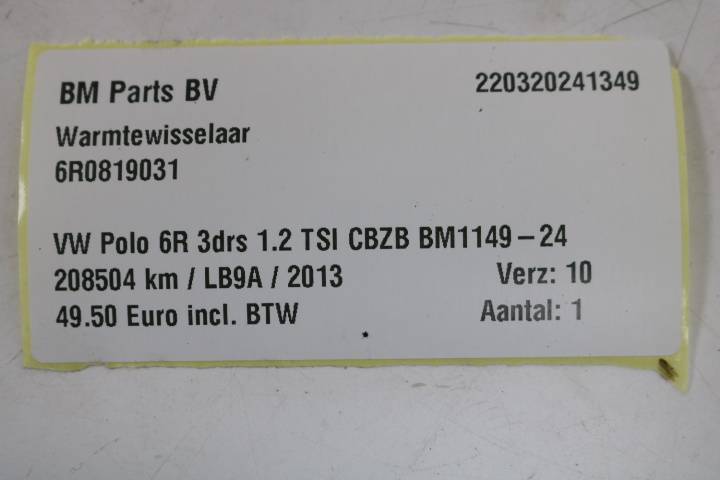 BM Parts BV 220320241349
Warmtewisselaar
6R0819031
VW Polo 6R 3drs 1.2 TSI CBZB BM1149-24
208504 km / LB9A / 2013 Verz: 10
49.50 Euro incl. BTW Aantal: 1